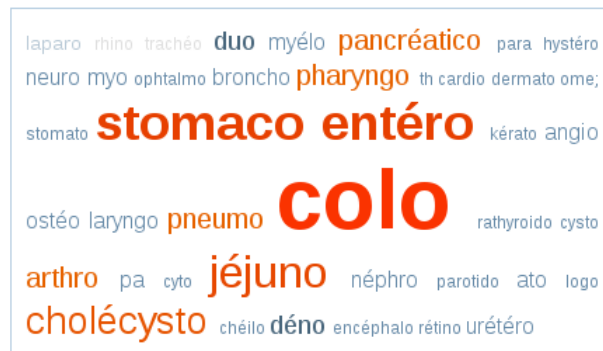 laparo rhino trachéo duo myélo pancréatico para hystéro
neuro myo ophtalmo broncho pharyngo th cardio dermato ome;
stomato stomaco entéro kérato angio
ostéo laryngo pneumo colo rathyroido cysto
arthro pa cyto jéjuno néphro parotido ato logo
cholécysto chéilo déno encéphalo rétino urétéro